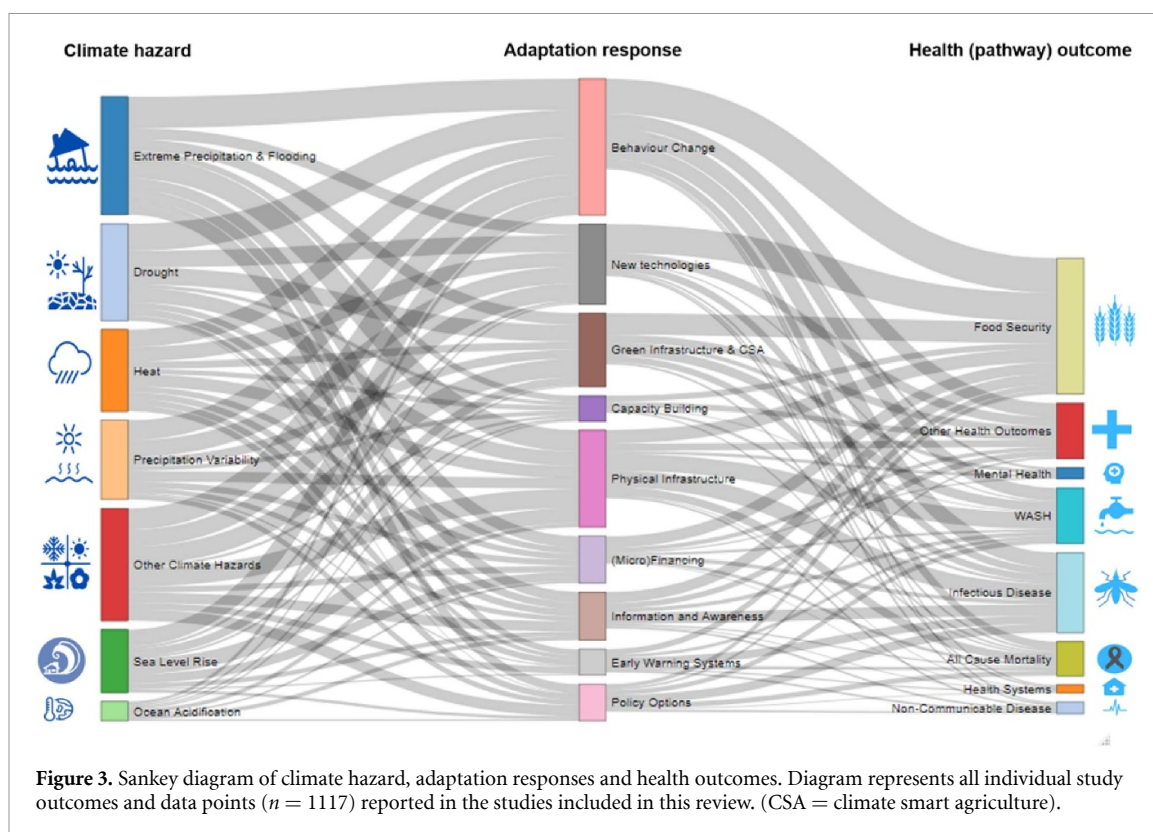 Climate hazard
Adaptation response
Health (pathway) outcome
Extreme Precipitation & Flooding
Drought
Heat
Precipitation Variability
Other Climate Hazards
Sea Level Rise
Ocean Acidification
Behaviour Change
New technologies
Green Infrastructure & CSA
Capacity Building
Physical Infrastructure
(Micro)Financing
Information and Awareness
Early Warning Systems
Policy Options
Food Security
Other Health Outcomes
Mental Health
WASH
Infectious Disease
All Cause Mortality
Health Systems
Non-Communicable Disease
Figure 3. Sankey diagram of climate hazard, adaptation responses and health outcomes. Diagram represents all individual study
outcomes and data points (n = 1117) reported in the studies included in this review. (CSA = climate smart agriculture).